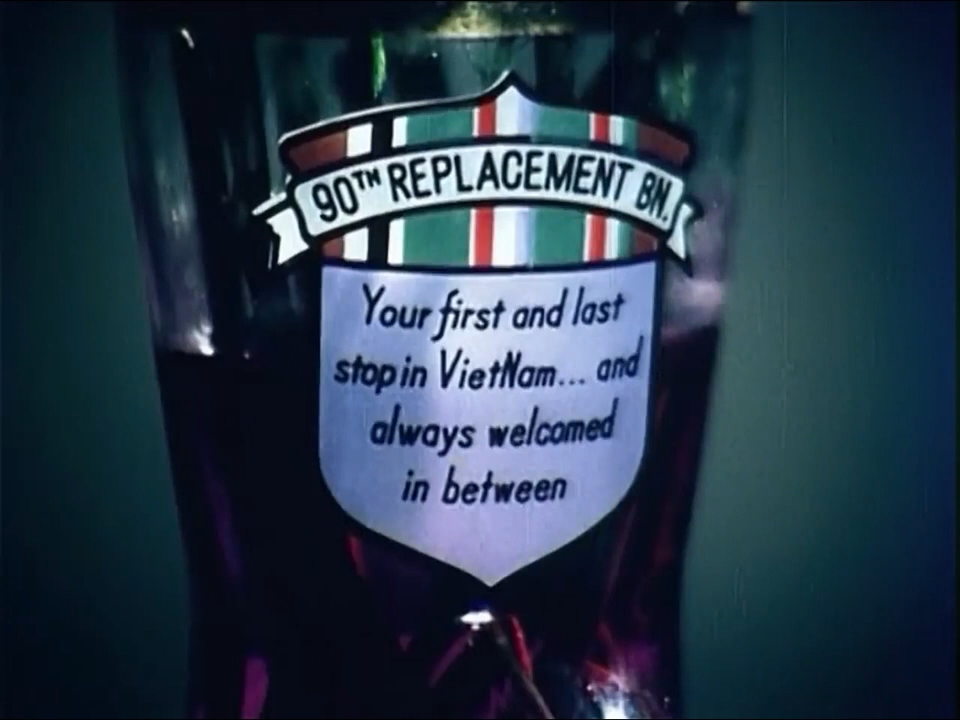 90TH REPLACEMENT BN.
Your first and last
stop in VietNam... and
always welcomed
in between